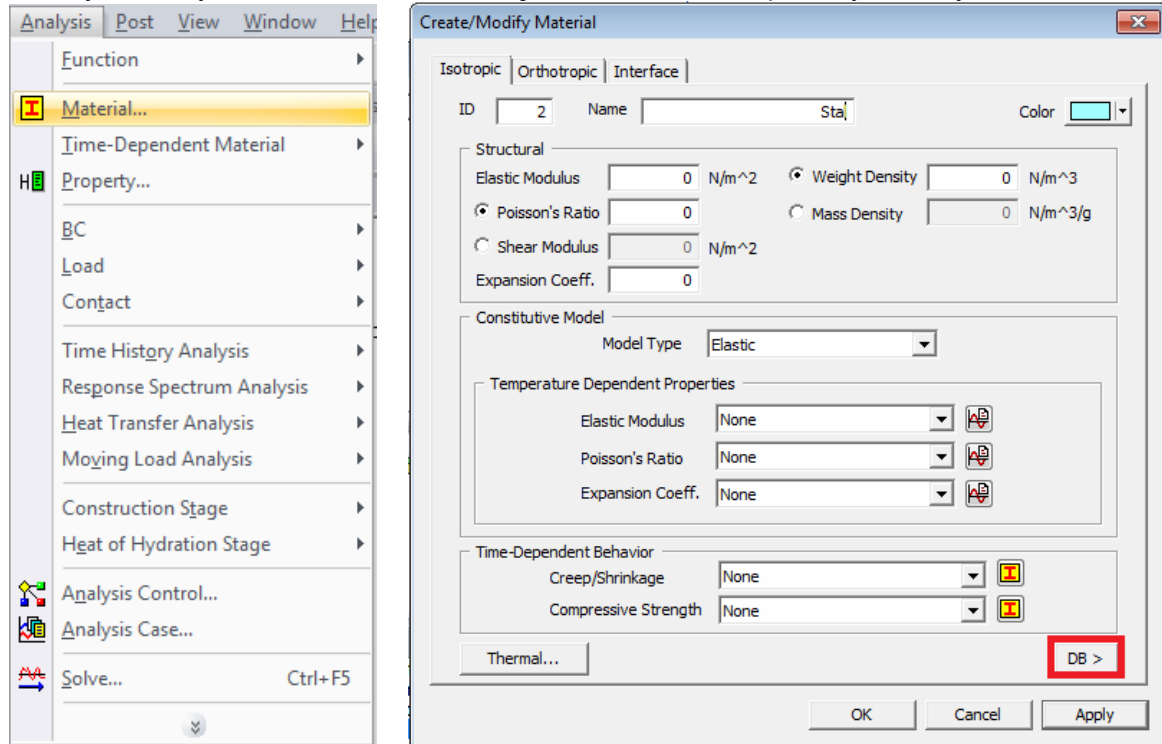 Analysis Post View Window Help
Function
Material...
Time-Dependent Material
Property...
BC
Load
Contact
Time History Analysis
Response Spectrum Analysis
Heat Transfer Analysis
Moving Load Analysis
Construction Stage
Heat of Hydration Stage
Analysis Control...
Analysis Case...
Solve... Ctrl+F5
Create/Modify Material
Isotropic Orthotropic Interface
ID 2 Name Sta Color
Structural
Elastic Modulus 0 N/m^2 Weight Density 0 N/m^3
Poisson's Ratio 0 Mass Density 0 N/m^3/g
Shear Modulus 0 N/m^2
Expansion Coeff. 0
Constitutive Model
Model Type Elastic
Temperature Dependent Properties
Elastic Modulus None
Poisson's Ratio None
Expansion Coeff. None
Time-Dependent Behavior
Creep/Shrinkage None
Compressive Strength None
Thermal... DB >
OK Cancel Apply